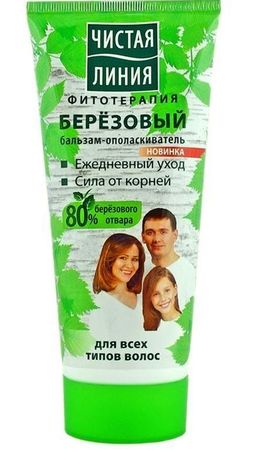 ЧИСТАЯ
ЛИНИЯ
ФИТОТЕРАПИЯ
БЕРЁЗОВЫЙ
бальзам-ополаскиватель
НОВИНКА
Ежедневный уход
Сила от корней
80% берёзового
отвара
для всех
типов волос